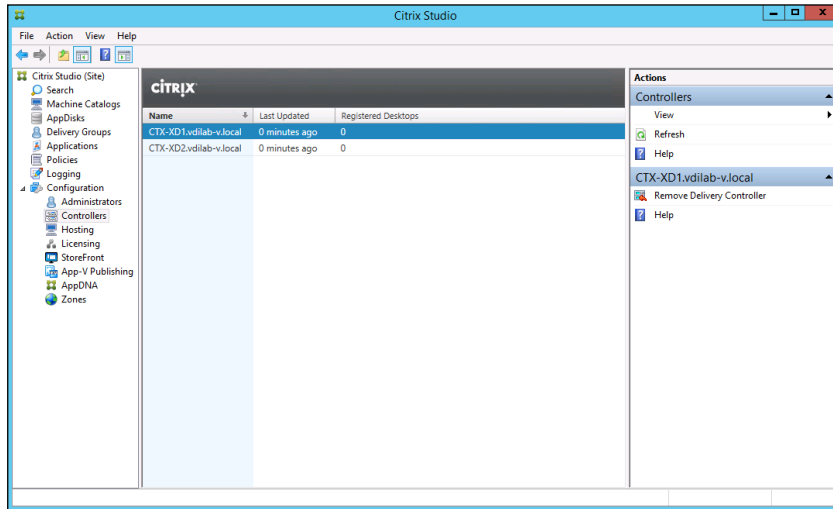 Citrix Studio
File Action View Help
Citrix Studio (Site)
Search
Machine Catalogs
AppDisks
Delivery Groups
Applications
Policies
Logging
Configuration
Administrators
Controllers
Hosting
Licensing
StoreFront
App-V Publishing
AppDNA
Zones
CITRIX
Name Last Updated Registered Desktops
CTX-XD1.vdilab-v.local 0 minutes ago 0
CTX-XD2.vdilab-v.local 0 minutes ago 0
Actions
Controllers
View
Refresh
Help
CTX-XD1.vdilab-v.local
Remove Delivery Controller
Help